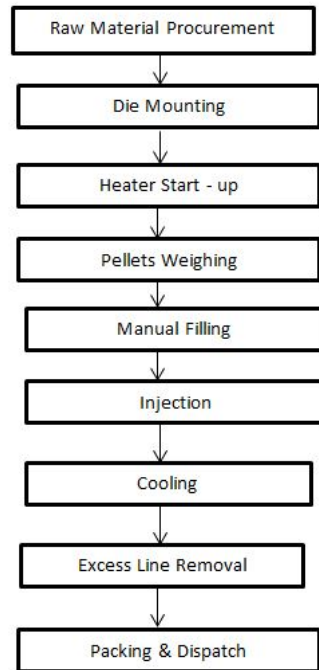 Raw Material Procurement
Die Mounting
Heater Start - up
Pellets Weighing
Manual Filling
Injection
Cooling
Excess Line Removal
Packing & Dispatch